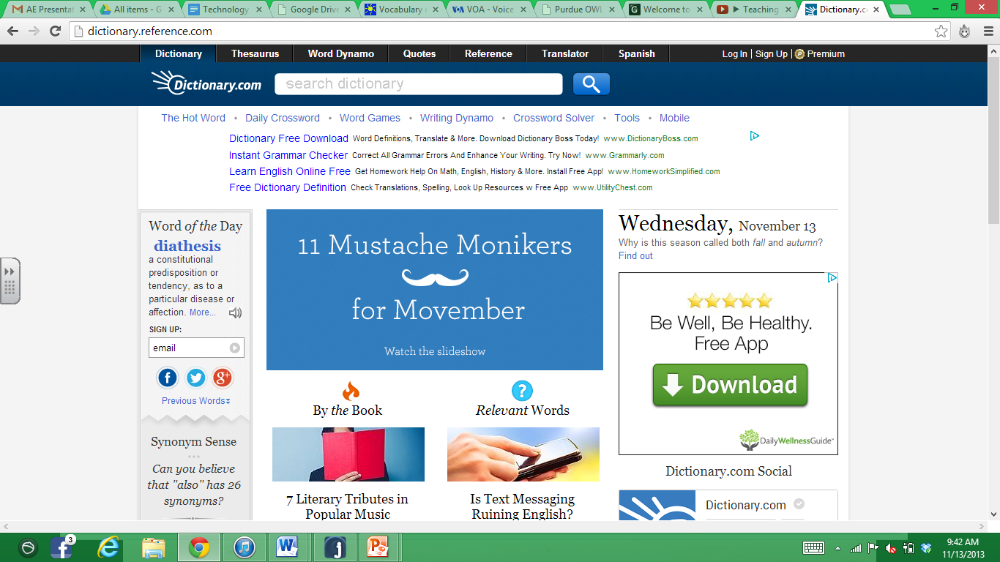 AE Presentat
All items - G
Technology
Google Drive
Vocabulary
VOA - Voice
Purdue OWL
Welcome to
Teaching
Dictionary.c
dictionary.reference.com
Dictionary Thesaurus Word Dynamo Quotes Reference Translator Spanish Log In | Sign Up | P Premium
Dictionary.com search dictionary
The Hot Word • Daily Crossword • Word Games • Writing Dynamo • Crossword Solver • Tools • Mobile
Dictionary Free Download Word Definitions, Translate & More. Download Dictionary Boss Today! www.DictionaryBoss.com
Instant Grammar Checker Correct All Grammar Errors And Enhance Your Writing. Try Now! www.Grammarly.com
Learn English Online Free Get Homework Help On Math, English, History & More. Install Free App! www.HomeworkSimplified.com
Free Dictionary Definition Check Translations, Spelling, Look Up Resources w Free App www.UtilityChest.com
Word of the Day
diathesis
a constitutional
predisposition or
tendency, as to a
particular disease or
affection. More...
SIGN UP:
email
Previous Words
Synonym Sense
Can you believe
that "also" has 26
synonyms?
11 Mustache Monikers
for Movember
Watch the slideshow
By the Book
7 Literary Tributes in
Popular Music
Relevant Words
Is Text Messaging
Ruining English?
Wednesday, November 13
Why is this season called both fall and autumn?
Find out
Be Well, Be Healthy.
Free App
Download
DailyWellnessGuide
Dictionary.com Social
Dictionary.com
3
9:42 AM
11/13/2013